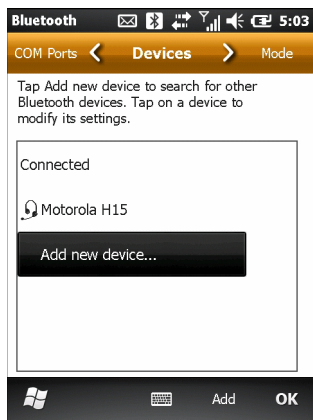 Bluetooth 5:03
COM Ports Devices Mode
Tap Add new device to search for other
Bluetooth devices. Tap on a device to
modify its settings.
Connected
Motorola H15
Add new device...
Add OK